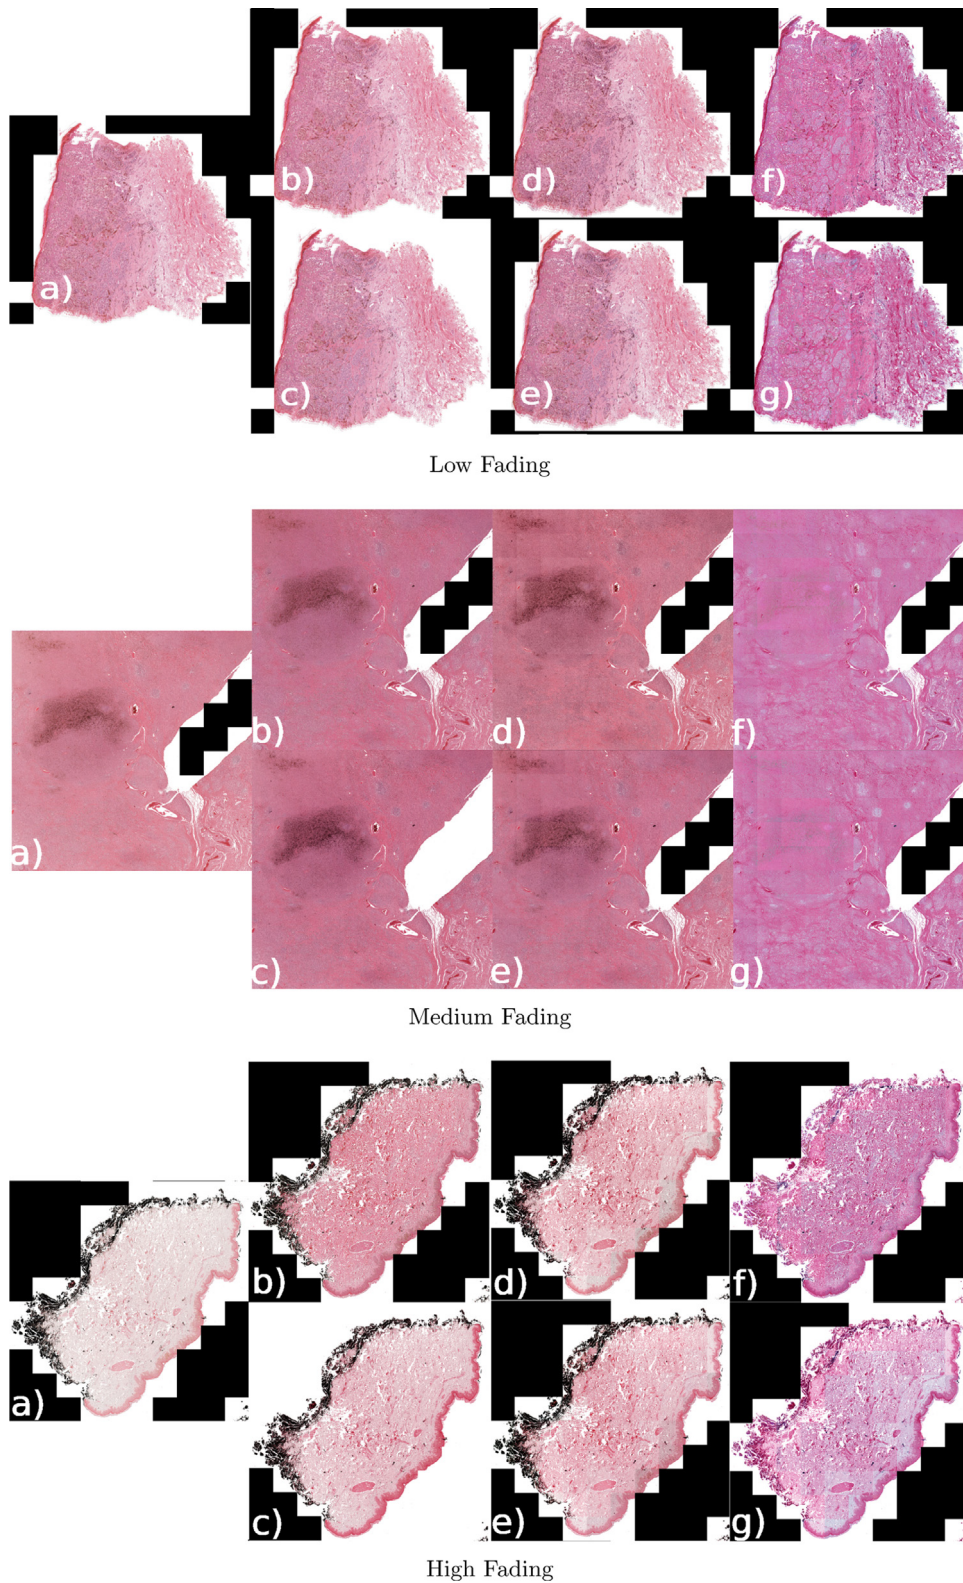 b) d) f)
a)
c) e) g)
Low Fading
b) d) f)
a)
c) e) g)
Medium Fading
b) d) f)
a)
c) e) g)
High Fading